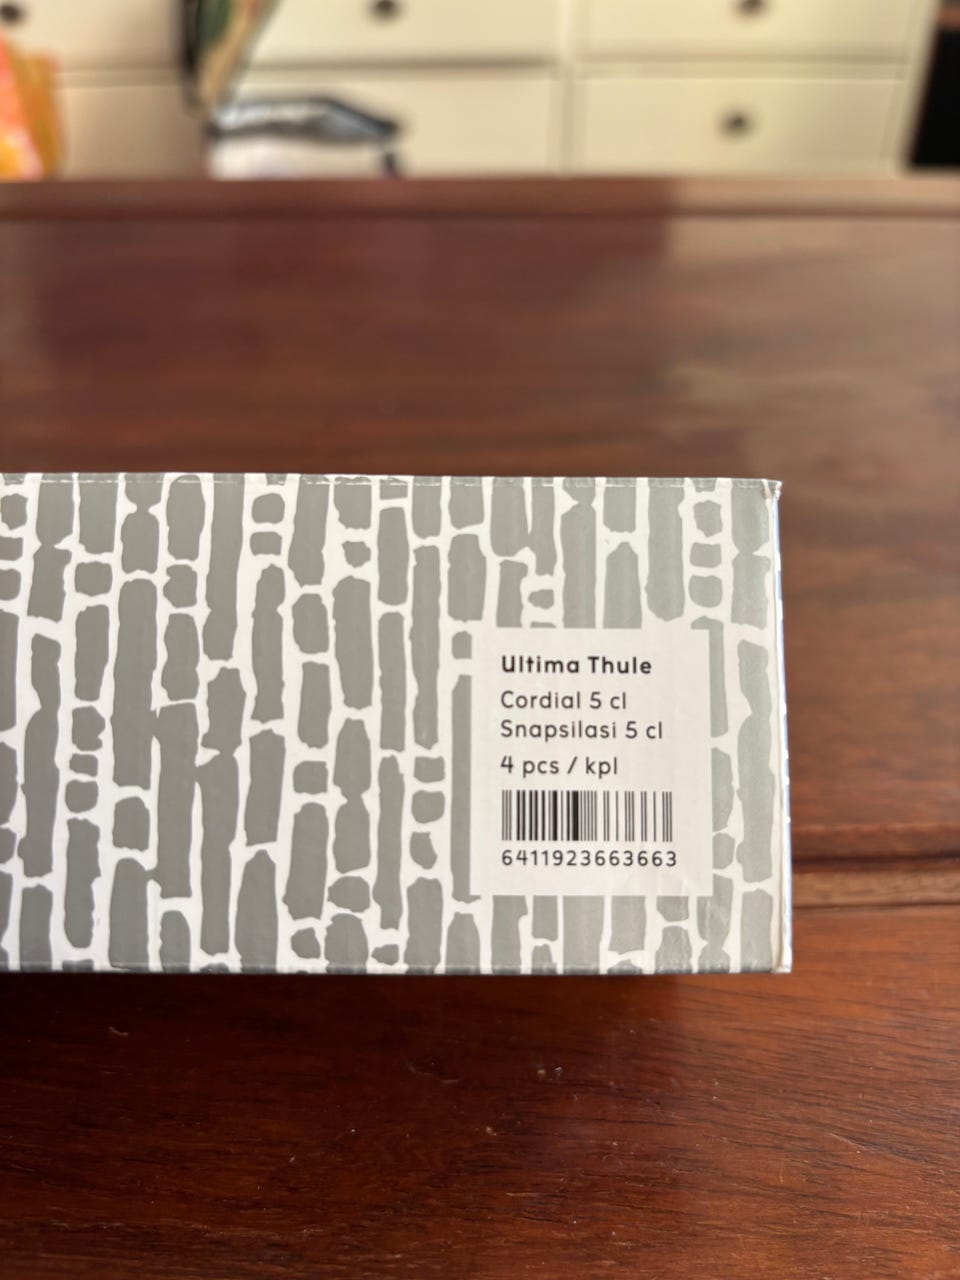 Ultima Thule
Cordial 5 cl
Snapsilasi 5 cl
4 pcs / kpl
6411923663663